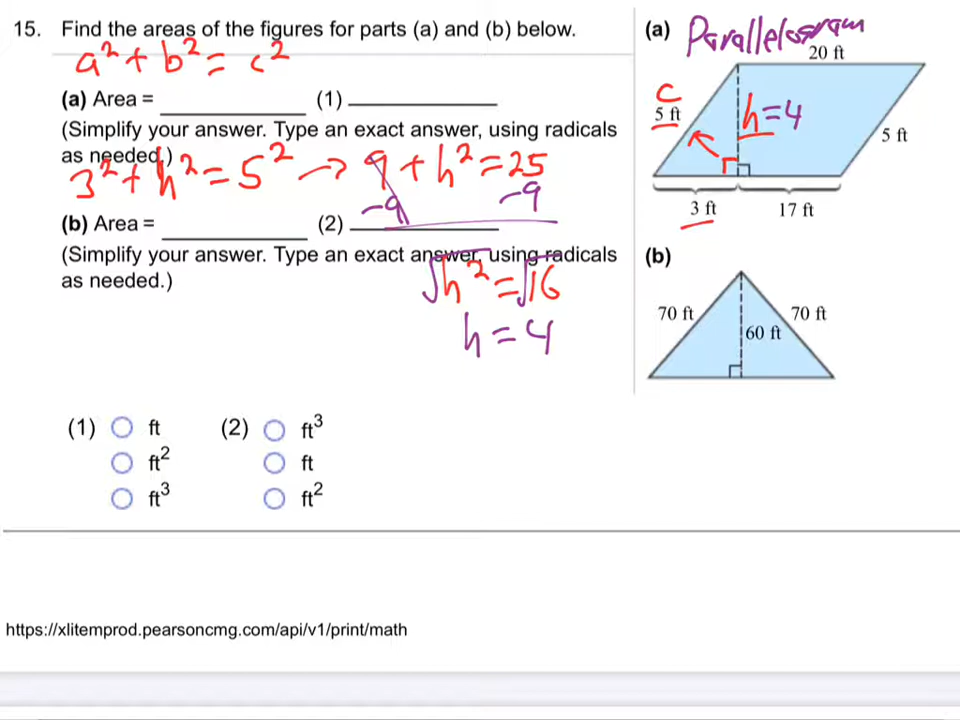 15. Find the areas of the figures for parts (a) and (b) below.
a² + b² = c²
(a) Area = (1)
(Simplify your answer. Type an exact answer, using radicals
as needed.)
3² + h² = 5² → 9 + h² = 25
-9 -9
(b) Area = (2)
(Simplify your answer. Type an exact answer, using radicals
as needed.)
√h² = √16
h = 4
(1) ft (2) ft³
ft² ft
ft³ ft²
(a) Parallelogram
20 ft
c
5 ft
h=4
5 ft
3 ft 17 ft
(b)
70 ft 70 ft
60 ft
https://xlitemprod.pearsoncmg.com/api/v1/print/math